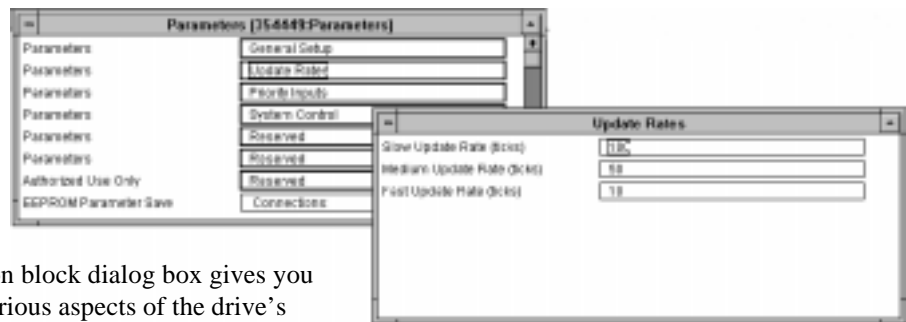 Parameters (354449:Parameters)
Parameters General Setup
Parameters Update Rates
Parameters Priority Inputs
Parameters System Control
Parameters Reserved
Parameters Reserved
Authorized Use Only Reserved
EEPROM Parameter Save Connections
Update Rates
Slow Update Rate (ticks)
Medium Update Rate (ticks) 50
Fast Update Rate (ticks) 10
n block dialog box gives you
rious aspects of the drive’s